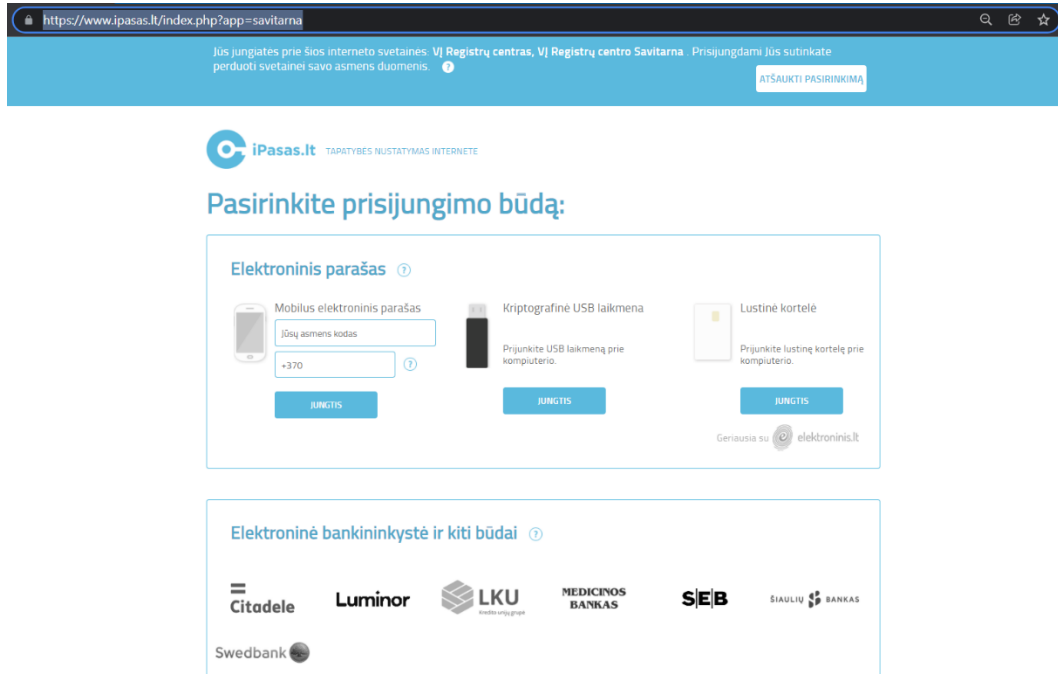 https://www.ipasas.lt/index.php?app=savitarna
Jūs jungiatės prie šios interneto svetainės: VĮ Registrų centras, VĮ Registrų centro Savitarna . Prisijungdami Jūs sutinkate
perduoti svetainei savo asmens duomenis. ?
ATŠAUKTI PASIRINKIMĄ
iPasas.lt TAPATYBĖS NUSTATYMAS INTERNETE
Pasirinkite prisijungimo būdą:
Elektroninis parašas ?
Mobilus elektroninis parašas
Jūsų asmens kodas
+370 ?
JUNGTIS
Kriptografinė USB laikmena
Prijunkite USB laikmeną prie
kompiuterio.
JUNGTIS
Lustinė kortelė
Prijunkite lustinę kortelę prie
kompiuterio.
JUNGTIS
Geriausia su elektroninis.lt
Elektroninė bankininkystė ir kiti būdai ?
Citadele
Luminor
LKU
Kredito unijų grupė
MEDICINOS
BANKAS
SEB
ŠIAULIŲ BANKAS
Swedbank